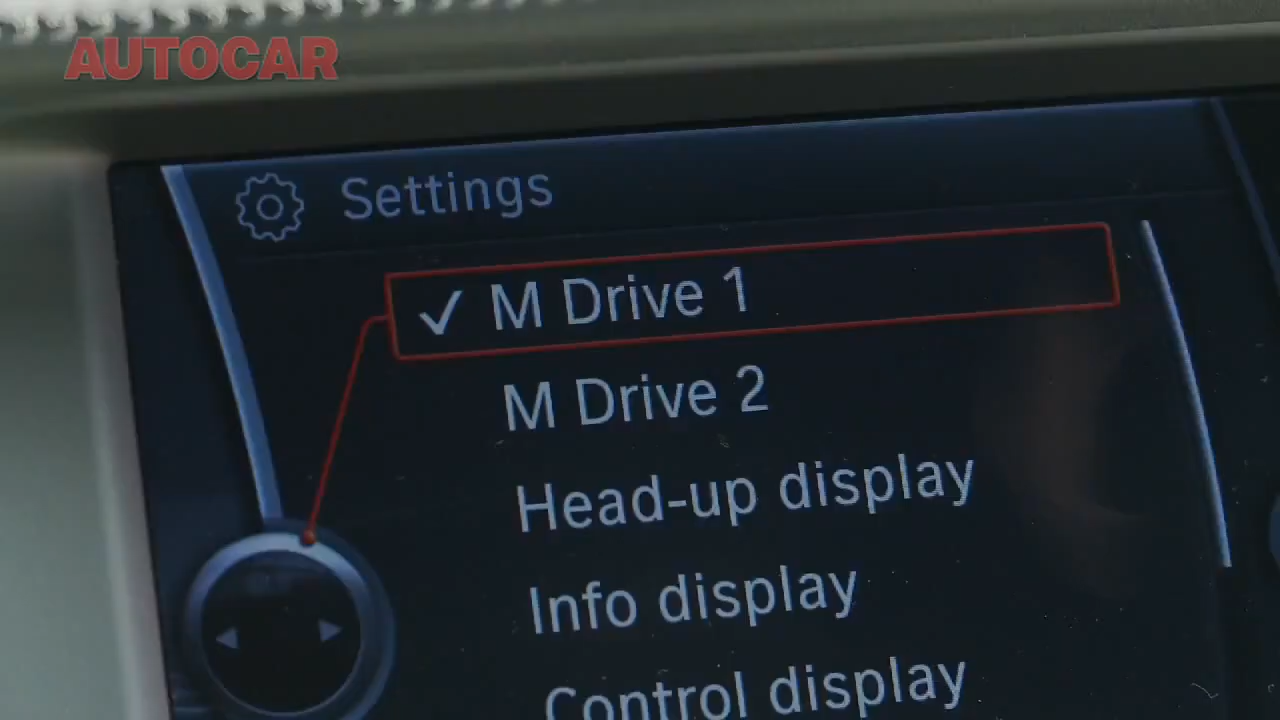 AUTOCAR
Settings
✓ M Drive 1
M Drive 2
Head-up display
Info display
Control display